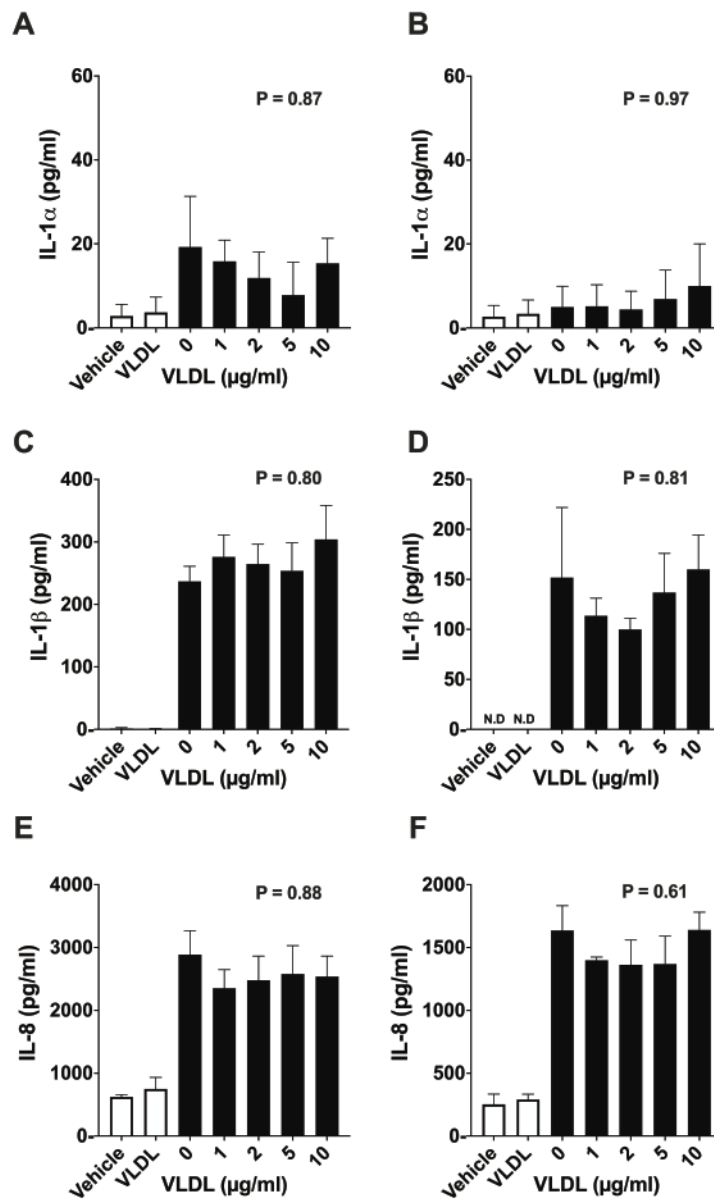 A
P = 0.87
IL-1α (pg/ml)
60
40
20
0
Vehicle
VLDL
0
1
2
5
10
VLDL (µg/ml)
B
P = 0.97
IL-1α (pg/ml)
60
40
20
0
Vehicle
VLDL
0
1
2
5
10
VLDL (µg/ml)
C
P = 0.80
IL-1β (pg/ml)
400
300
200
100
0
Vehicle
VLDL
0
1
2
5
10
VLDL (µg/ml)
D
P = 0.81
IL-1β (pg/ml)
250
200
150
100
50
0
N.D
N.D
Vehicle
VLDL
0
1
2
5
10
VLDL (µg/ml)
E
P = 0.88
IL-8 (pg/ml)
4000
3000
2000
1000
0
Vehicle
VLDL
0
1
2
5
10
VLDL (µg/ml)
F
P = 0.61
IL-8 (pg/ml)
2000
1500
1000
500
0
Vehicle
VLDL
0
1
2
5
10
VLDL (µg/ml)